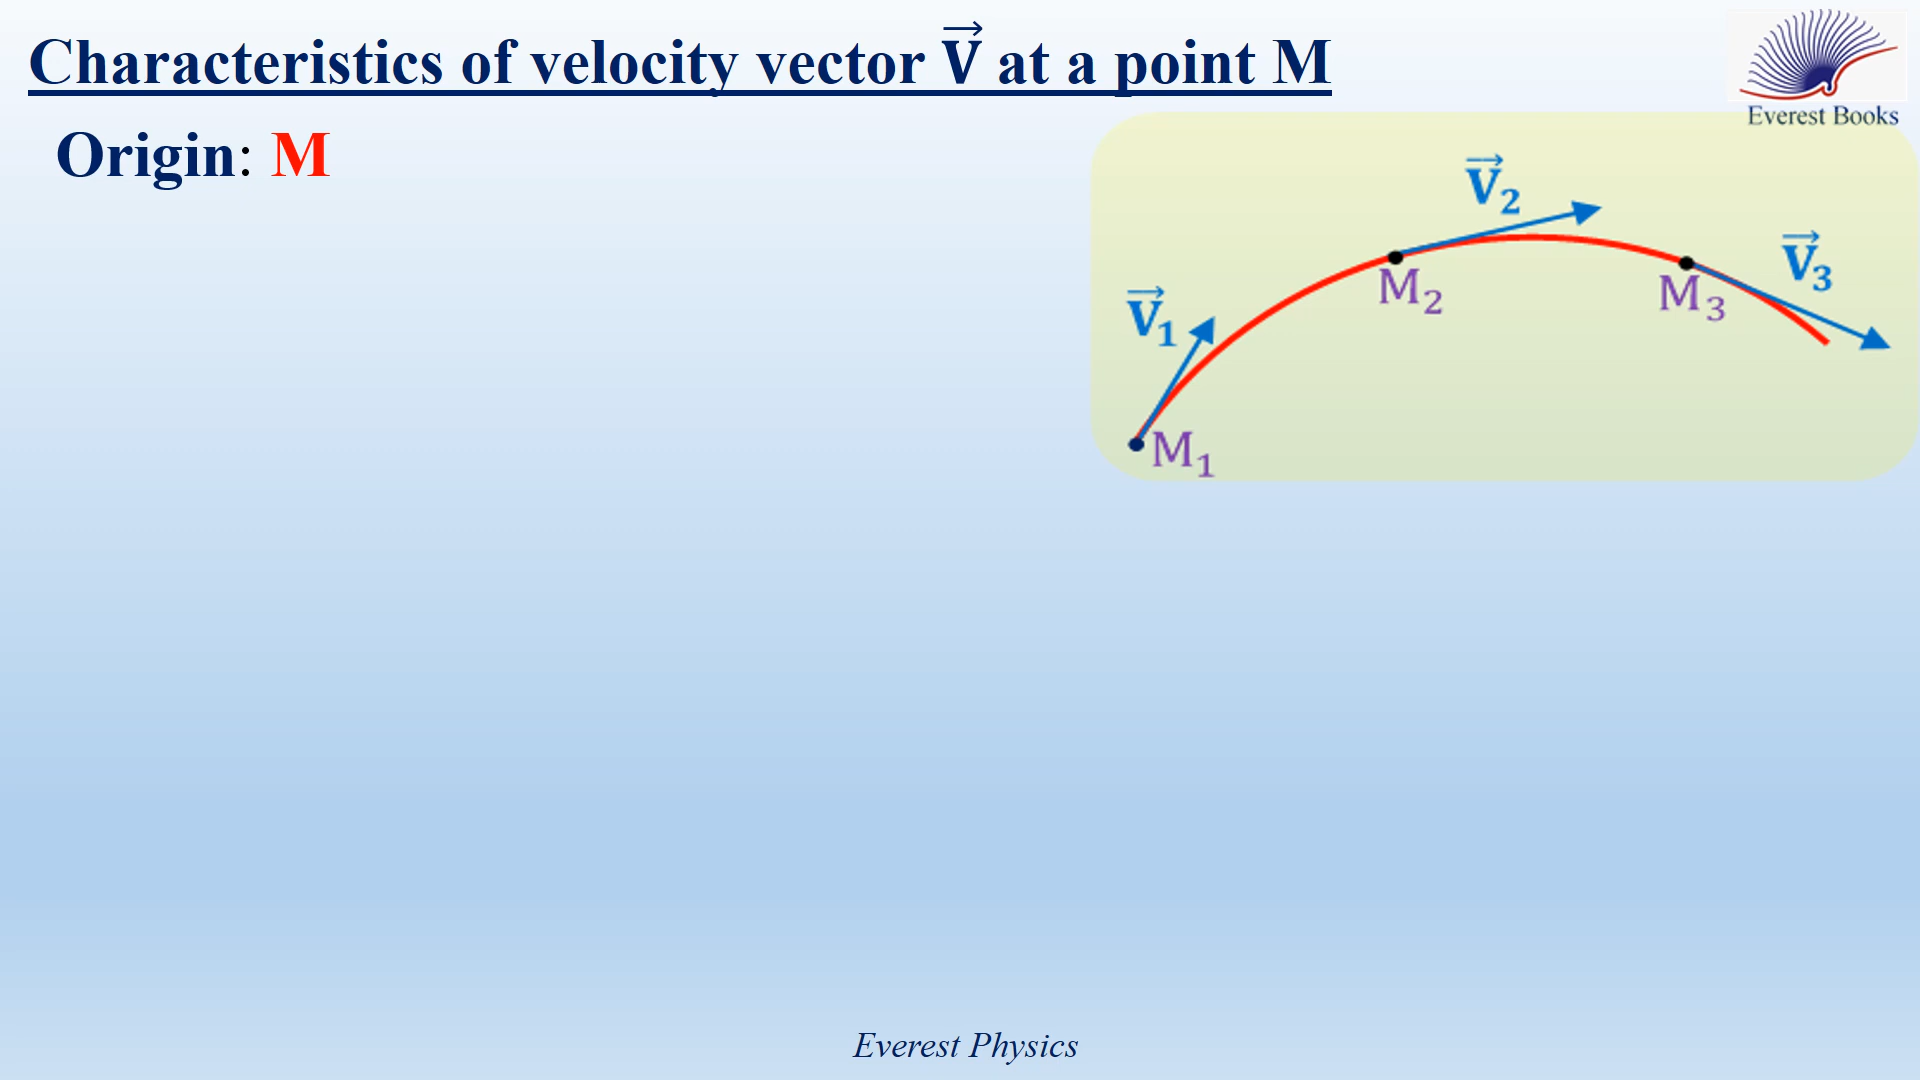 Characteristics of velocity vector V⃗ at a point M
Everest Books
Origin: M
V⃗₂
V⃗₃
M₂
M₃
V⃗₁
M₁
Everest Physics